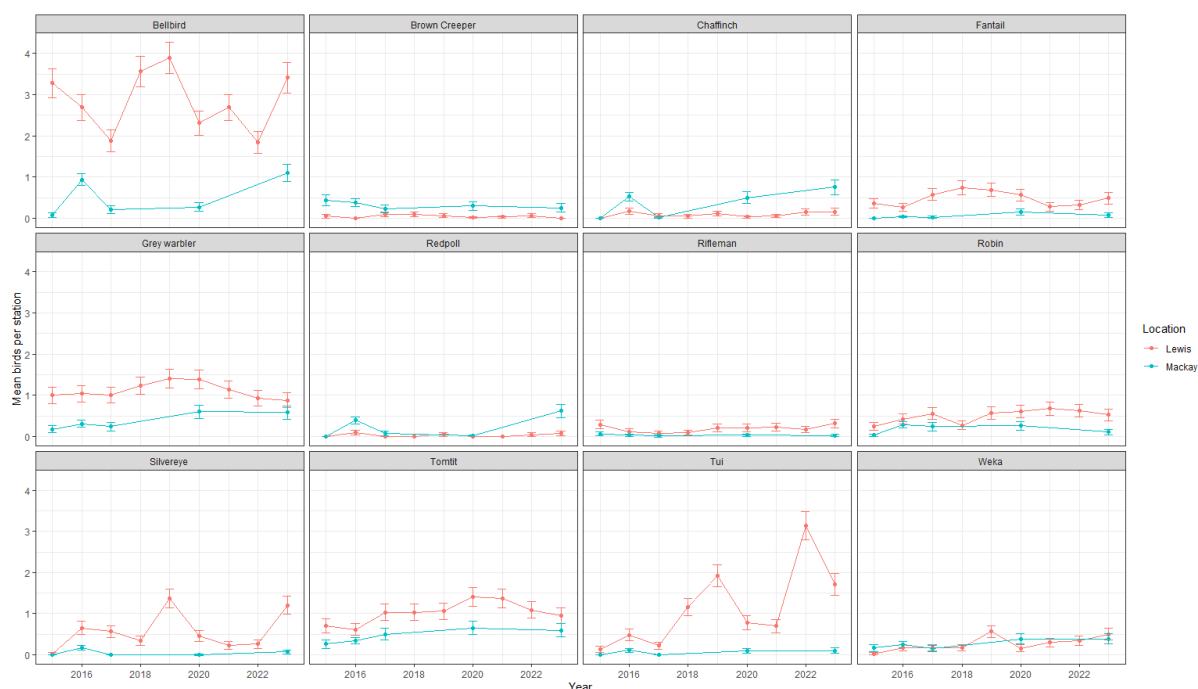 Bellbird Brown Creeper Chaffinch Fantail
4
3
2
1
0
Grey warbler Redpoll Rifleman Robin
4
3
2
1
0
Silvereye Tomtit Tui Weka
4
3
2
1
0
2016 2018 2020 2022 2016 2018 2020 2022 2016 2018 2020 2022 2016 2018 2020 2022
Year
Mean birds per station
Location
Lewis
Mackay